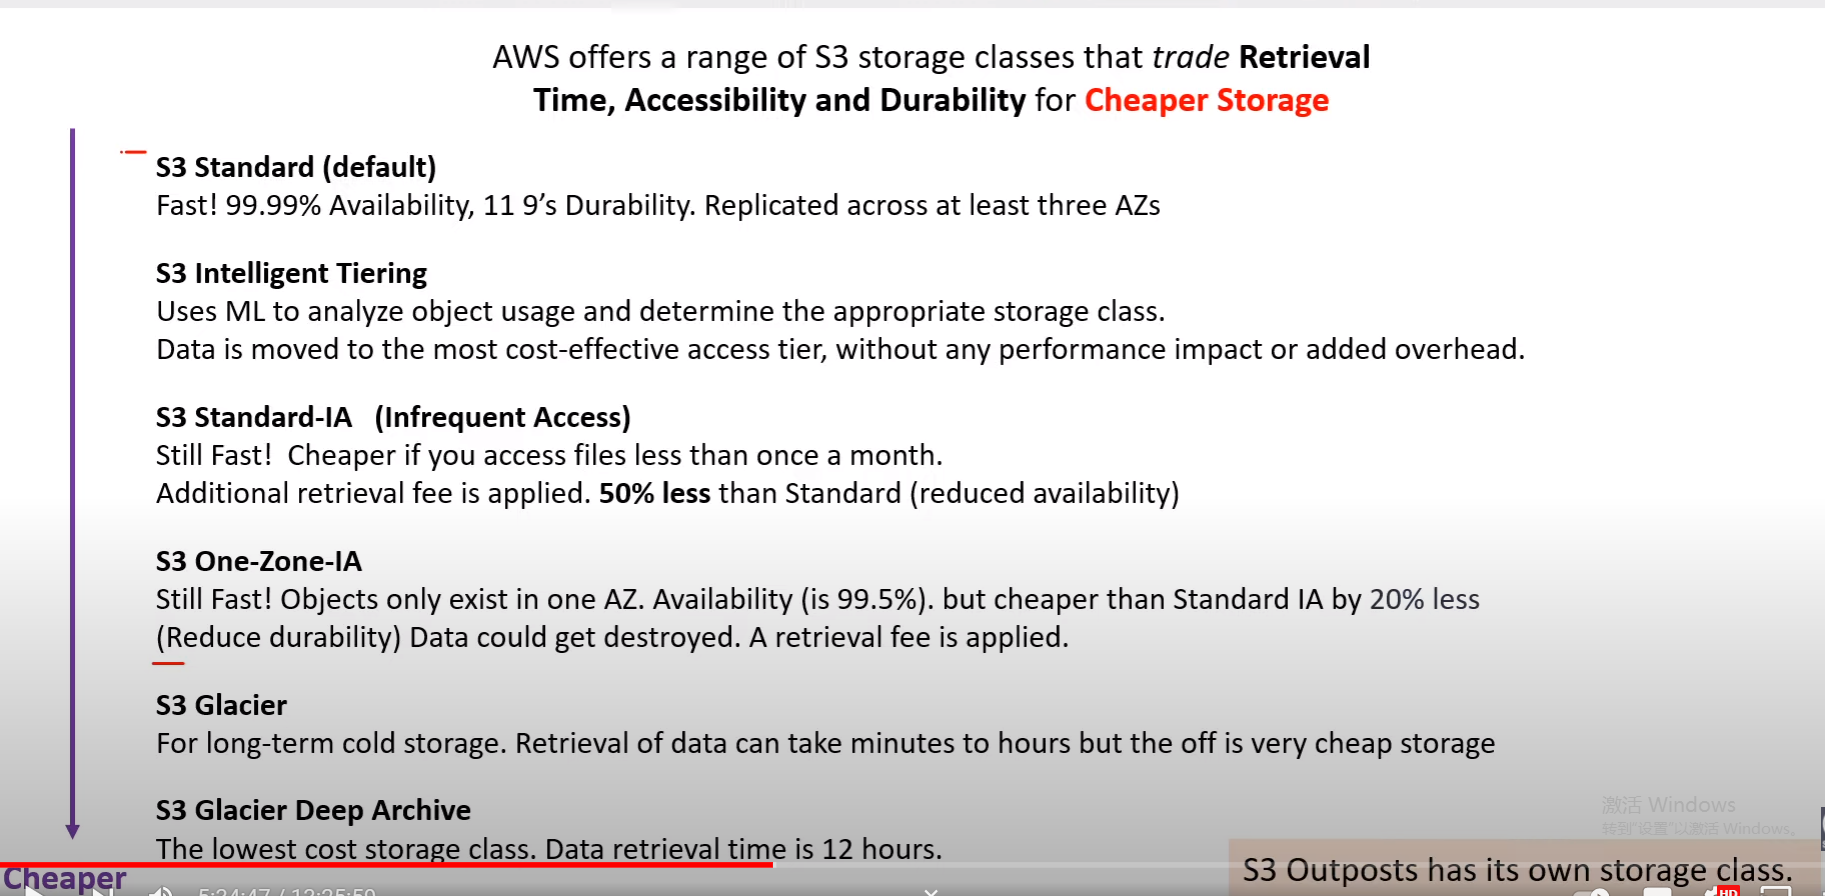 AWS offers a range of S3 storage classes that trade Retrieval
Time, Accessibility and Durability for Cheaper Storage
S3 Standard (default)
Fast! 99.99% Availability, 11 9’s Durability. Replicated across at least three AZs
S3 Intelligent Tiering
Uses ML to analyze object usage and determine the appropriate storage class.
Data is moved to the most cost-effective access tier, without any performance impact or added overhead.
S3 Standard-IA (Infrequent Access)
Still Fast! Cheaper if you access files less than once a month.
Additional retrieval fee is applied. 50% less than Standard (reduced availability)
S3 One-Zone-IA
Still Fast! Objects only exist in one AZ. Availability (is 99.5%). but cheaper than Standard IA by 20% less
(Reduce durability) Data could get destroyed. A retrieval fee is applied.
S3 Glacier
For long-term cold storage. Retrieval of data can take minutes to hours but the off is very cheap storage
S3 Glacier Deep Archive
The lowest cost storage class. Data retrieval time is 12 hours.
激活 Windows
转到"设置"以激活 Windows。
S3 Outposts has its own storage class.
Cheaper
5:24:47 / 13:25:59
HD